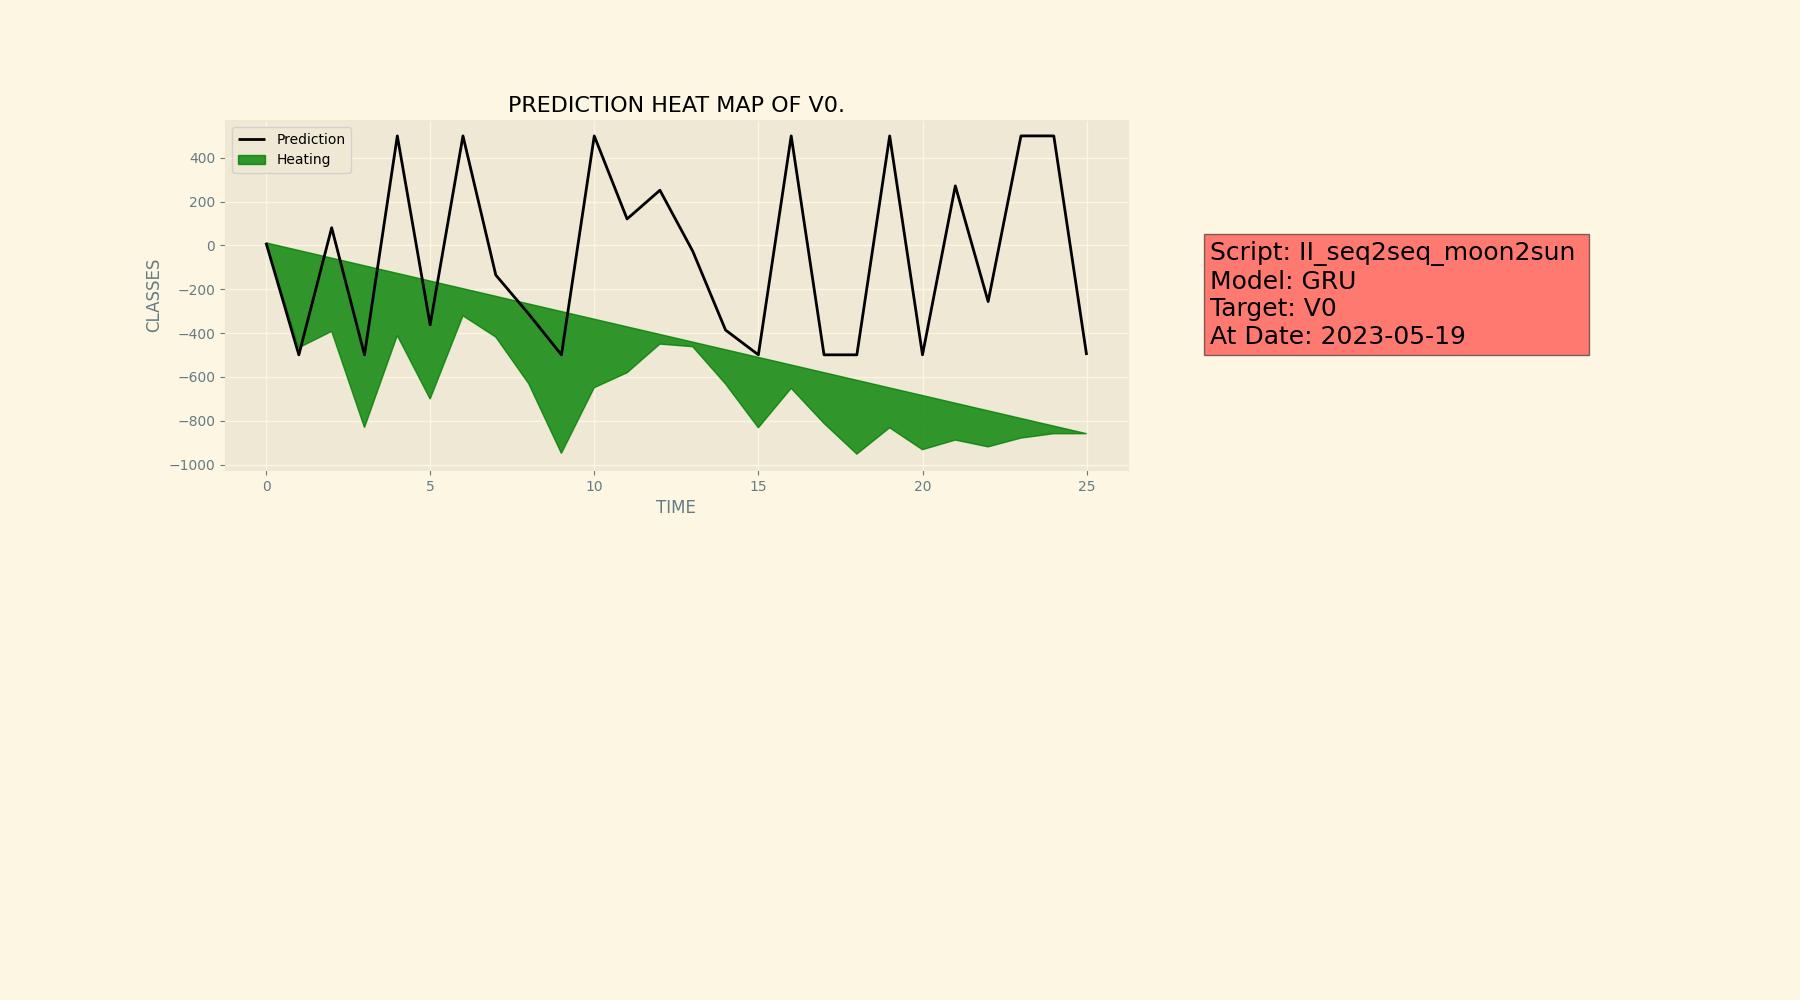 PREDICTION HEAT MAP OF V0.
Prediction
Heating
400
200
0
−200
−400
−600
−800
−1000
CLASSES
0 5 10 15 20 25
TIME
Script: II_seq2seq_moon2sun
Model: GRU
Target: V0
At Date: 2023-05-19